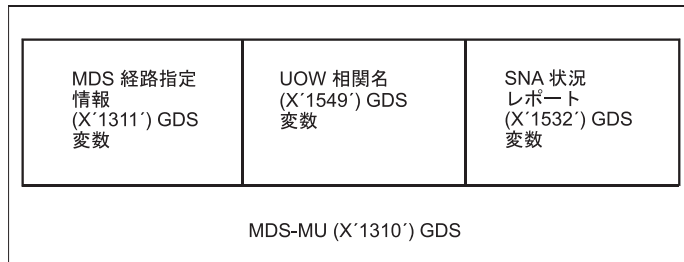 MDS 経路指定
情報
(X´1311´) GDS
変数
UOW 相関名
(X´1549´) GDS
変数
SNA 状況
レポート
(X´1532´) GDS
変数
MDS-MU (X´1310´) GDS